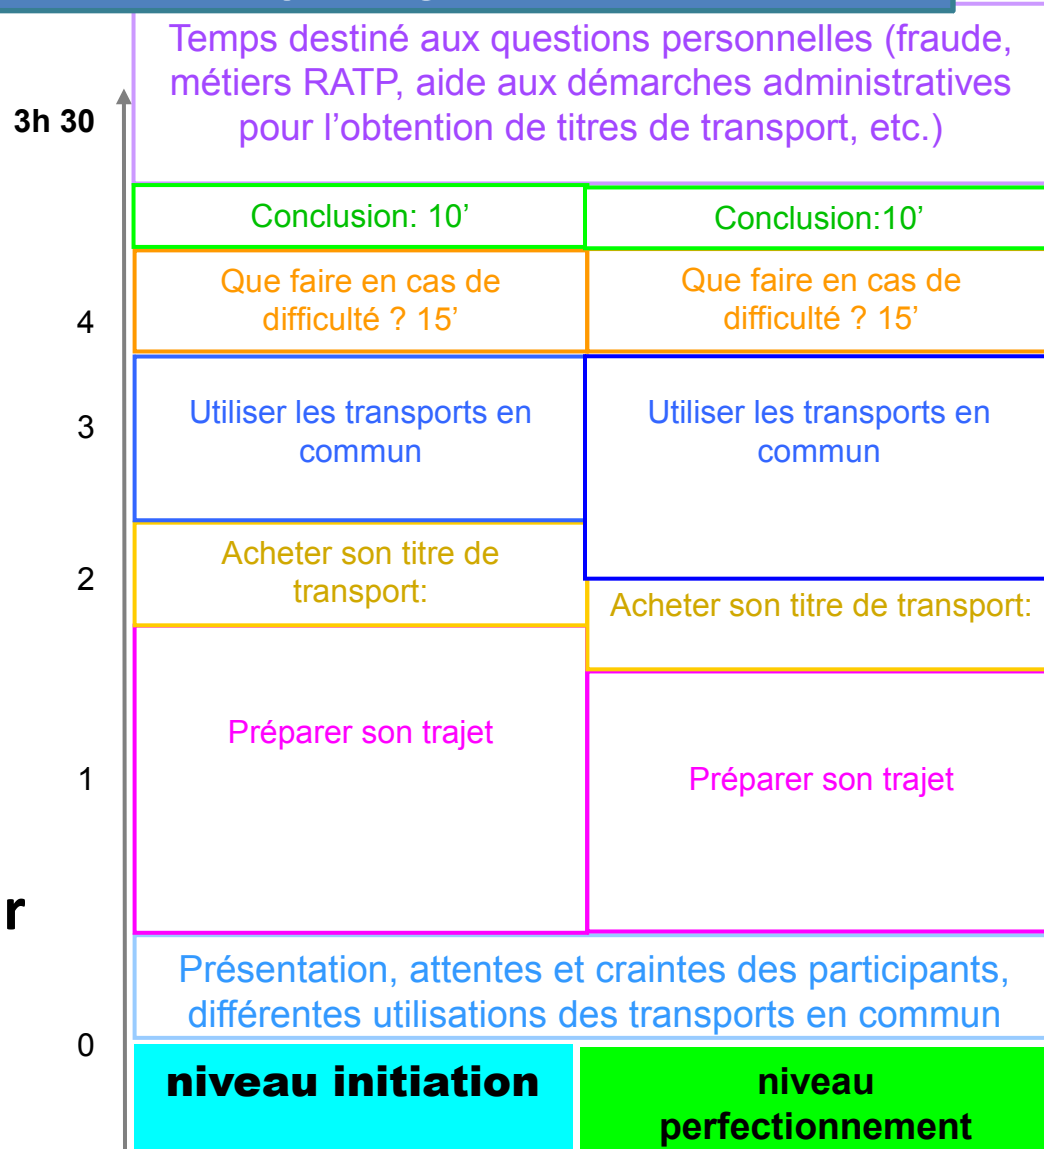 Temps destiné aux questions personnelles (fraude,
métiers RATP, aide aux démarches administratives
pour l’obtention de titres de transport, etc.)
3h 30
Conclusion: 10’
Conclusion:10’
Que faire en cas de
difficulté ? 15’
Que faire en cas de
difficulté ? 15’
4
Utiliser les transports en
commun
Utiliser les transports en
commun
3
Acheter son titre de
transport:
Acheter son titre de transport:
2
Préparer son trajet
Préparer son trajet
1
r
Présentation, attentes et craintes des participants,
différentes utilisations des transports en commun
0
niveau initiation
niveau
perfectionnement